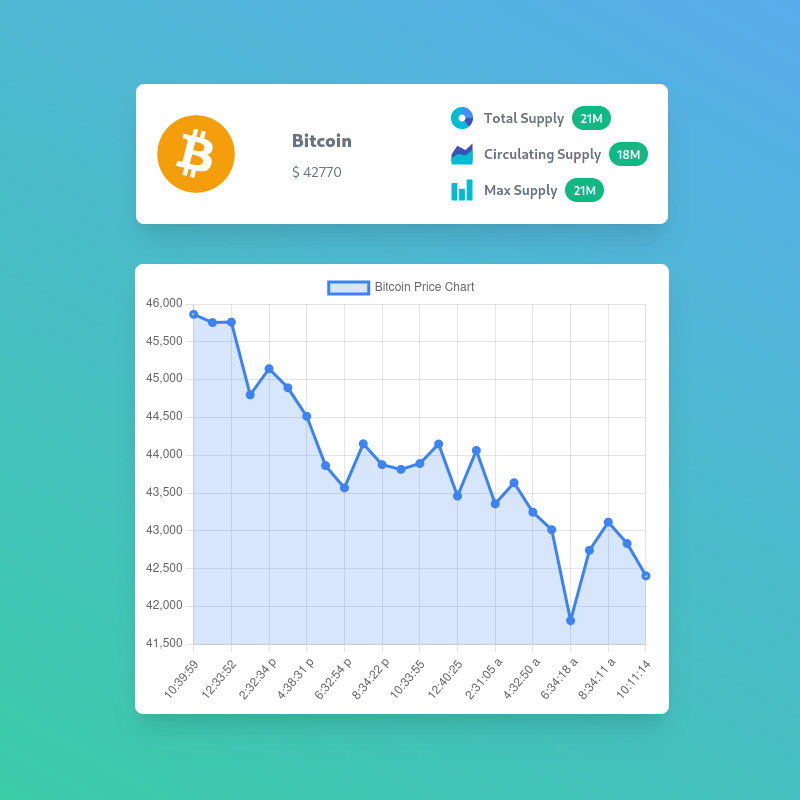 Bitcoin
$ 42770
Total Supply 21M
Circulating Supply 18M
Max Supply 21M
Bitcoin Price Chart
46,000
45,500
45,000
44,500
44,000
43,500
43,000
42,500
42,000
41,500
10:39:59
12:33:52
2:32:34 p
4:38:31 p
6:32:54 p
8:34:22 p
10:33:55
12:40:25
2:31:05 a
4:32:50 a
6:34:18 a
8:34:11 a
10:11:14